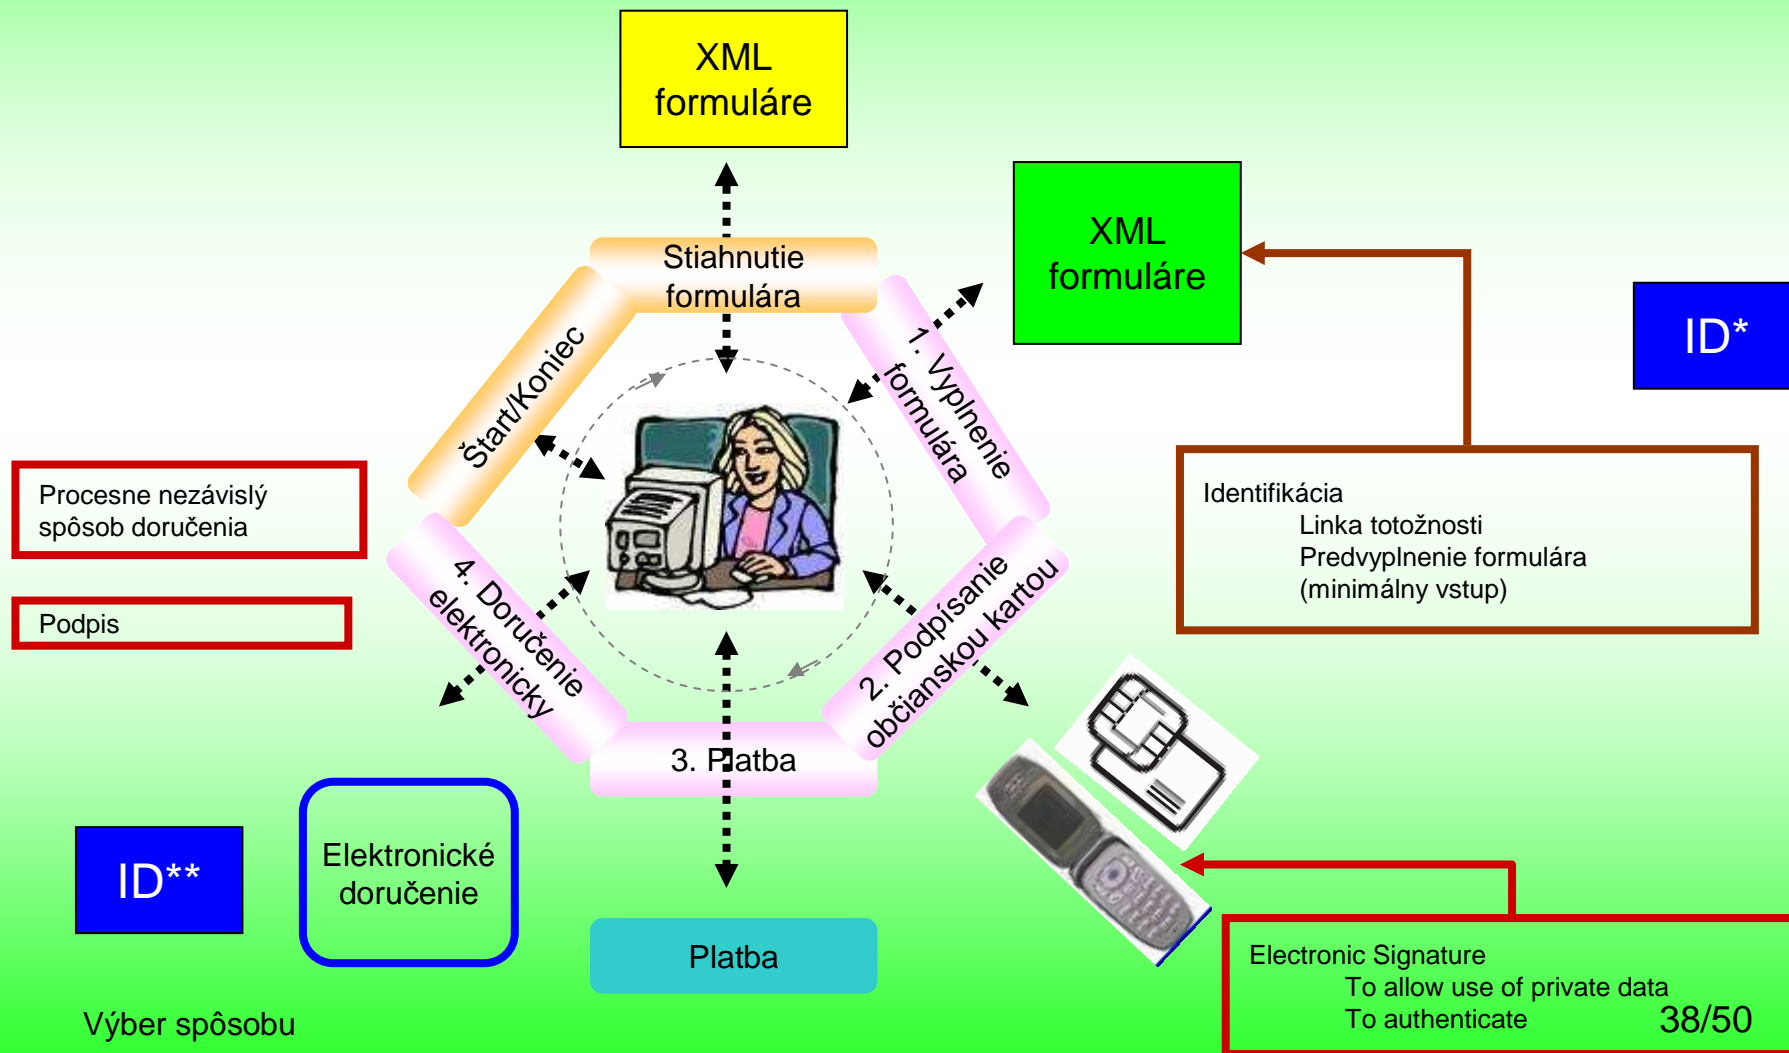 XML
formuláre
XML
formuláre
ID*
Stiahnutie
formulára
Štart/Koniec
1. Vyplnenie
formulára
Procesne nezávislý
spôsob doručenia
Podpis
Identifikácia
Linka totožnosti
Predvyplnenie formulára
(minimálny vstup)
4. Doručenie
elektronicky
2. Podpísanie
občianskou kartou
3. Platba
ID**
Elektronické
doručenie
Platba
Electronic Signature
To allow use of private data
To authenticate
Výber spôsobu
38/50